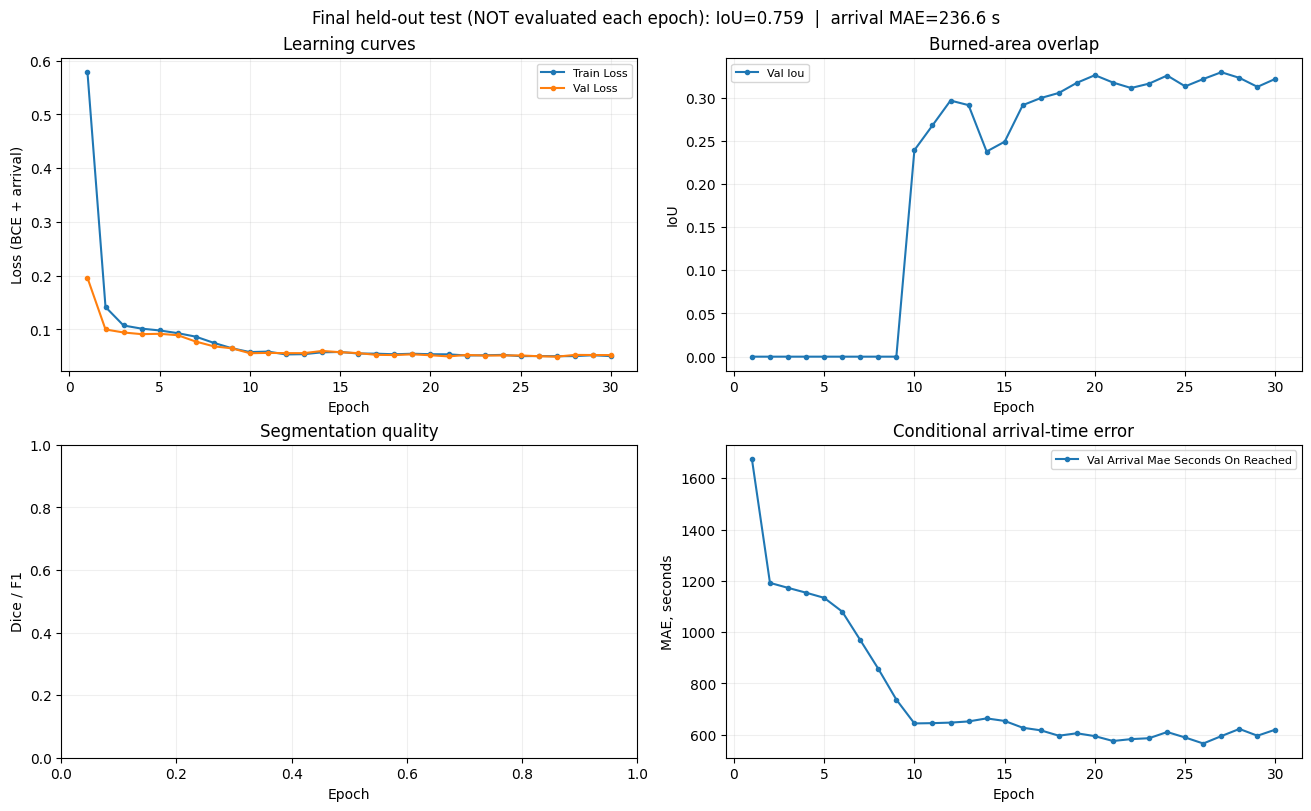 Final held-out test (NOT evaluated each epoch): IoU=0.759 | arrival MAE=236.6 s
Learning curves
Loss (BCE + arrival)
0.6
0.5
0.4
0.3
0.2
0.1
Train Loss
Val Loss
0 5 10 15 20 25 30
Epoch
Burned-area overlap
IoU
0.30
0.25
0.20
0.15
0.10
0.05
0.00
Val Iou
0 5 10 15 20 25 30
Epoch
Segmentation quality
Dice / F1
1.0
0.8
0.6
0.4
0.2
0.0
0.0 0.2 0.4 0.6 0.8 1.0
Epoch
Conditional arrival-time error
MAE, seconds
1600
1400
1200
1000
800
600
Val Arrival Mae Seconds On Reached
0 5 10 15 20 25 30
Epoch